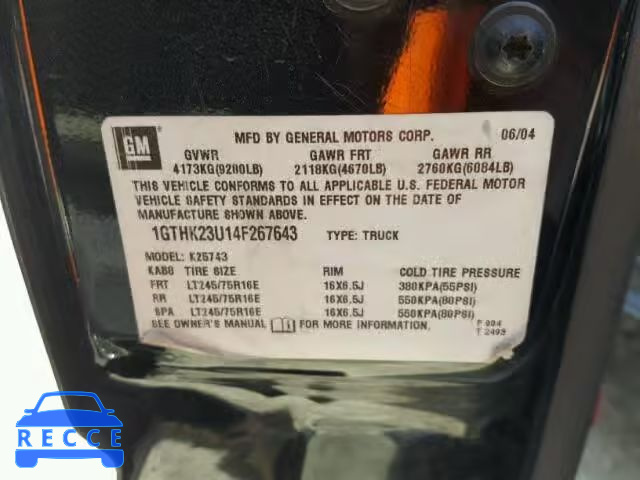 GM
MFD BY GENERAL MOTORS CORP. 06/04
GVWR GAWR FRT GAWR RR
4173KG(9200LB) 2118KG(4670LB) 2760KG(6084LB)
THIS VEHICLE CONFORMS TO ALL APPLICABLE U.S. FEDERAL MOTOR
VEHICLE SAFETY STANDARDS IN EFFECT ON THE DATE OF
MANUFACTURE SHOWN ABOVE.
1GTHK23U14F267643 TYPE: TRUCK
MODEL: K25743
TIRE SIZE RIM COLD TIRE PRESSURE
FRT LT245/75R16E 16X6.5J 380KPA(55PSI)
RR LT245/75R16E 16X6.5J 550KPA(80PSI)
SPA LT245/75R16E 16X6.5J 550KPA(80PSI)
SEE OWNER'S MANUAL FOR MORE INFORMATION.
RECCE